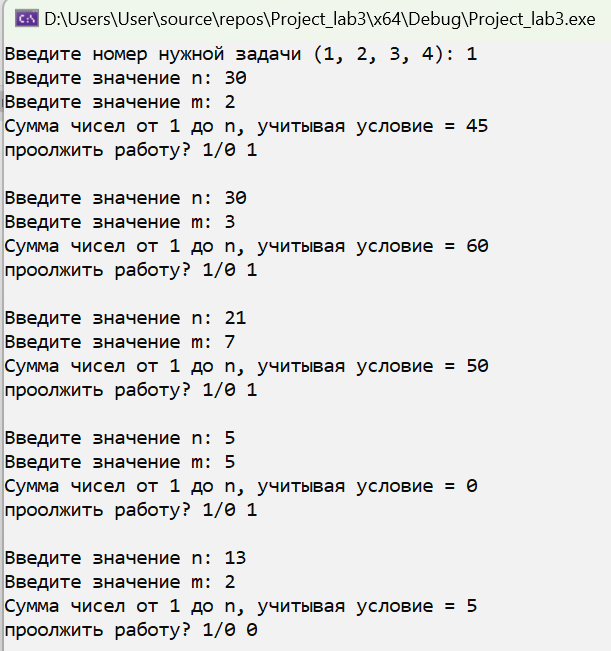 D:\Users\User\source\repos\Project_lab3\x64\Debug\Project_lab3.exe
Введите номер нужной задачи (1, 2, 3, 4): 1
Введите значение n: 30
Введите значение m: 2
Сумма чисел от 1 до n, учитывая условие = 45
проолжить работу? 1/0 1
Введите значение n: 30
Введите значение m: 3
Сумма чисел от 1 до n, учитывая условие = 60
проолжить работу? 1/0 1
Введите значение n: 21
Введите значение m: 7
Сумма чисел от 1 до n, учитывая условие = 50
проолжить работу? 1/0 1
Введите значение n: 5
Введите значение m: 5
Сумма чисел от 1 до n, учитывая условие = 0
проолжить работу? 1/0 1
Введите значение n: 13
Введите значение m: 2
Сумма чисел от 1 до n, учитывая условие = 5
проолжить работу? 1/0 0